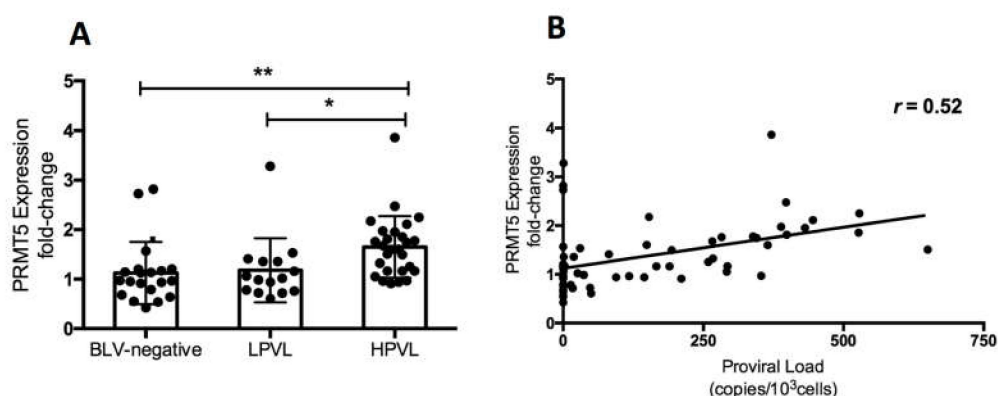 A
PRMT5 Expression
fold-change
5
4
3
2
1
0
**
*
BLV-negative
LPVL
HPVL
B
PRMT5 Expression
fold-change
5
4
3
2
1
0
r = 0.52
0
250
500
750
Proviral Load
(copies/10³cells)